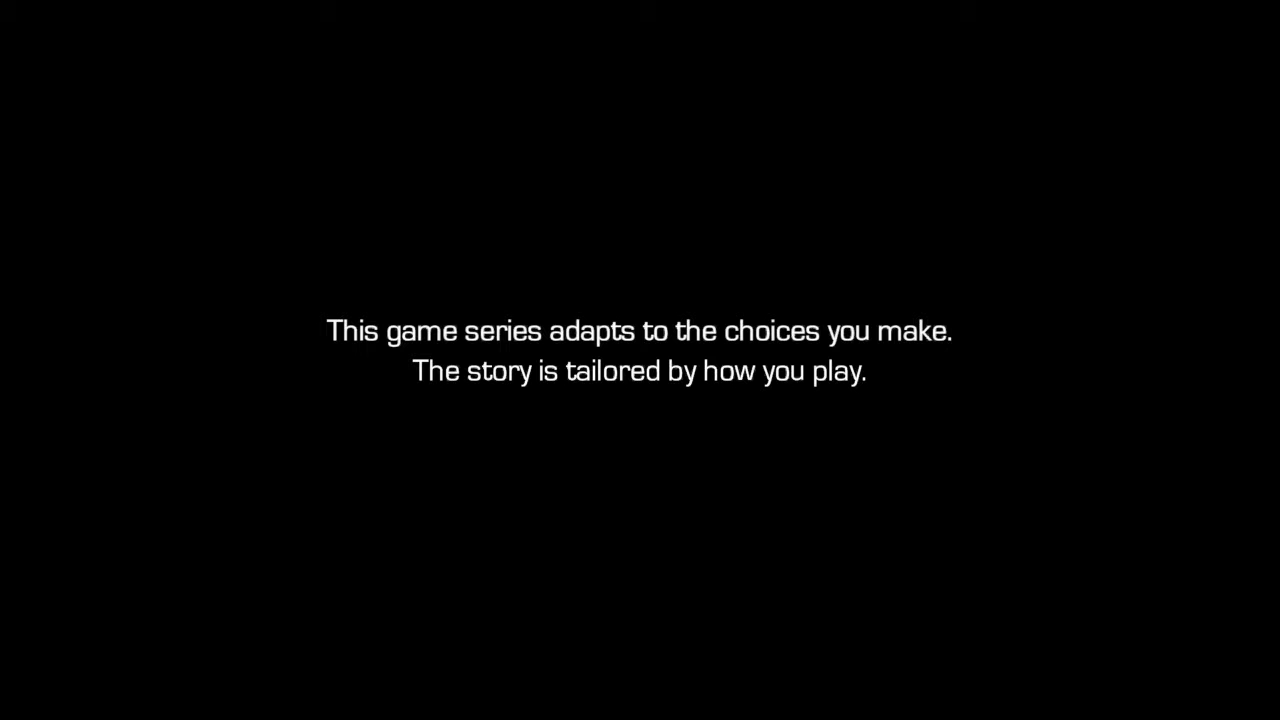 This game series adapts to the choices you make.
The story is tailored by how you play.